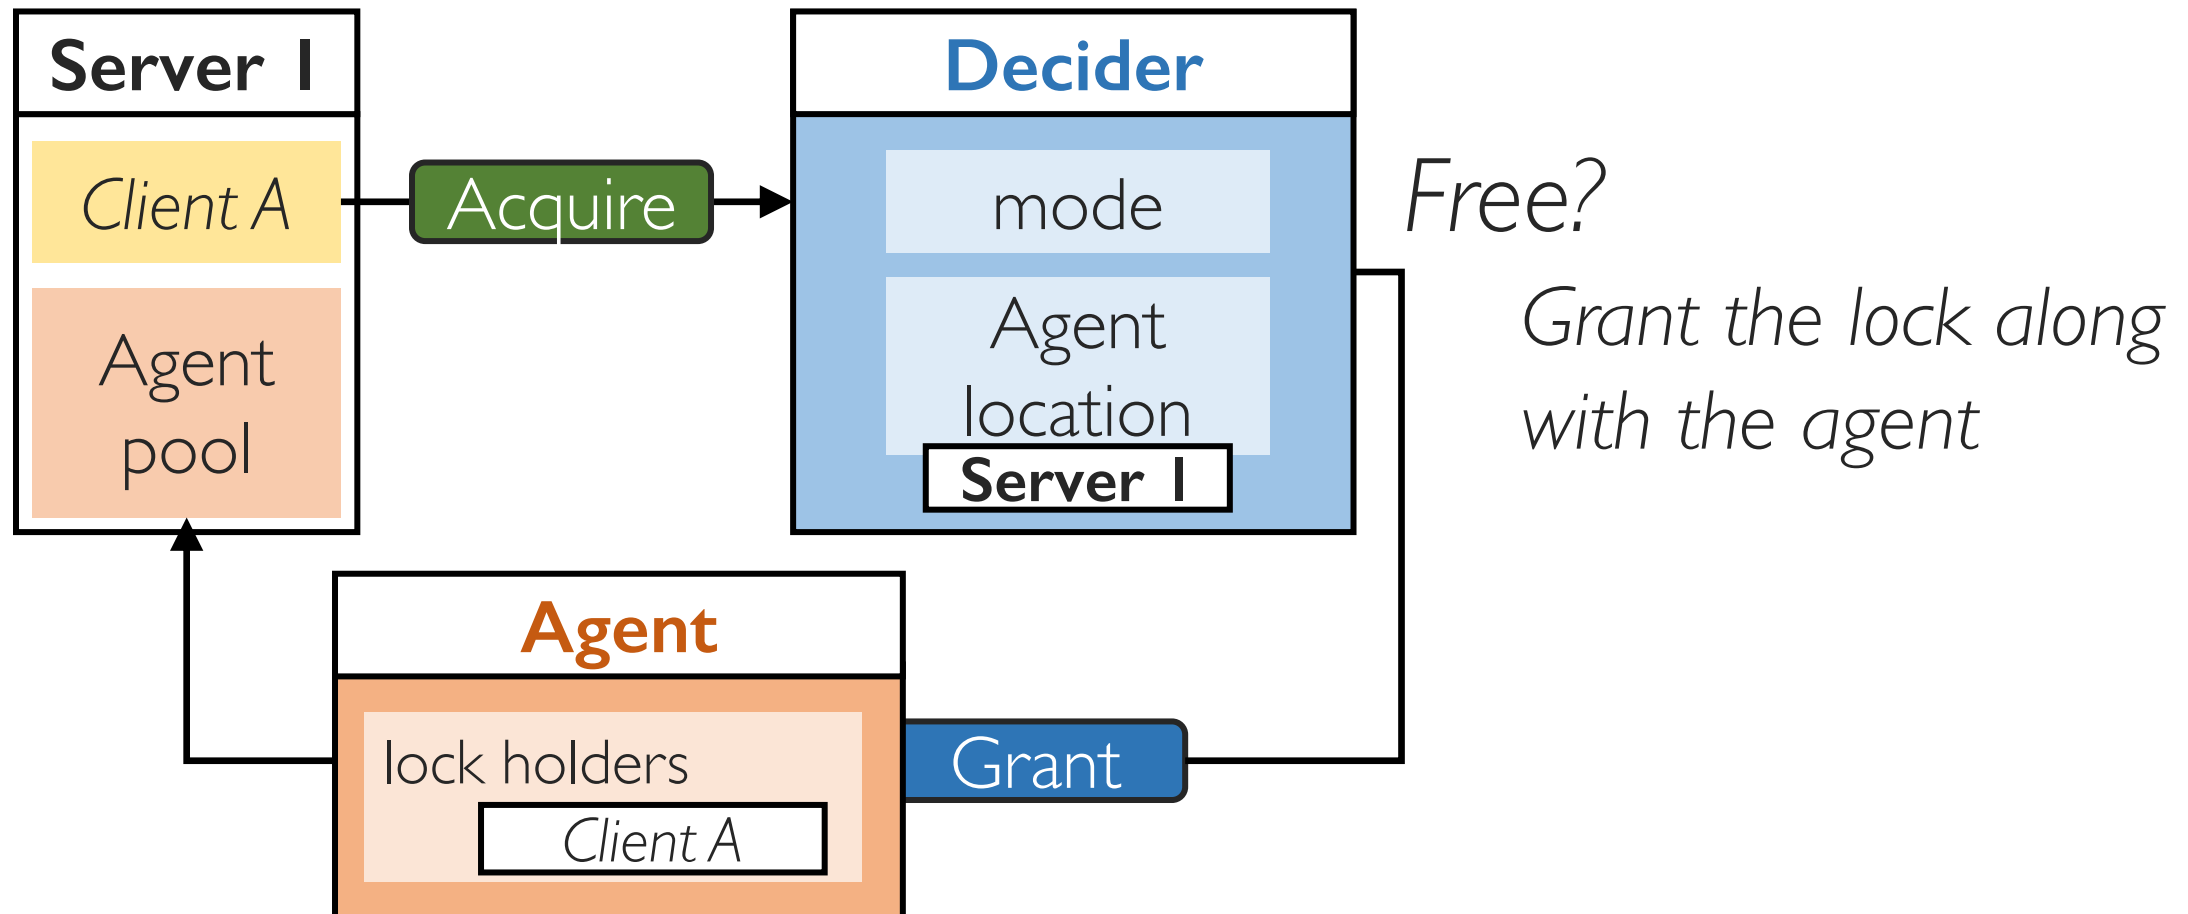 Server 1
Client A
Agent
pool
Acquire
Decider
mode
Agent
location
Server 1
Free?
Grant the lock along
with the agent
Agent
lock holders
Client A
Grant